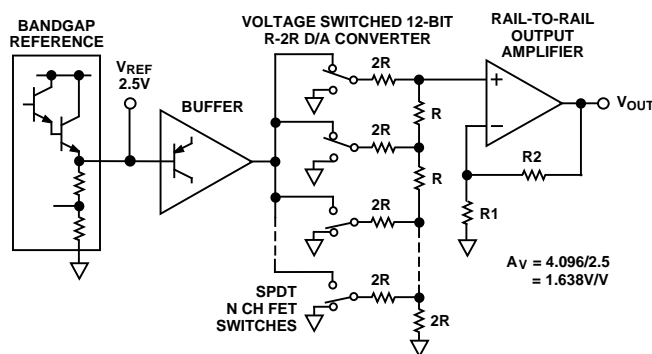 BANDGAP
REFERENCE
VREF
2.5V
BUFFER
VOLTAGE SWITCHED 12-BIT
R-2R D/A CONVERTER
RAIL-TO-RAIL
OUTPUT
AMPLIFIER
2R
R
2R
R
2R
2R
2R
SPDT
N CH FET
SWITCHES
+
–
VOUT
R2
R1
AV = 4.096/2.5
= 1.638V/V